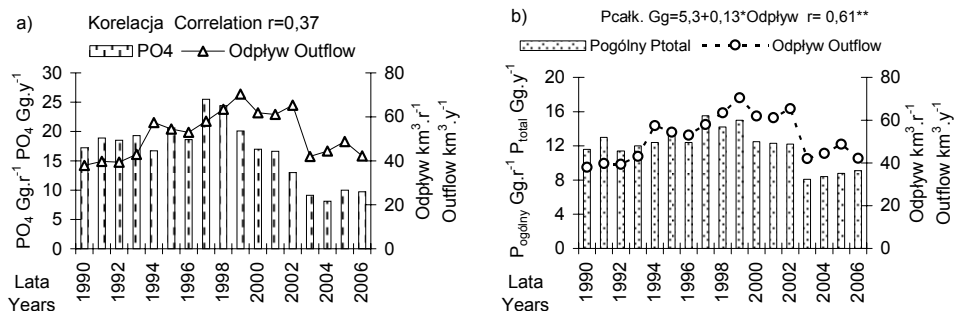 a)
Korelacja Correlation r=0,37
PO4 Odpływ Outflow
PO₄ Gg.r⁻¹ PO₄ Gg.y⁻¹
30
25
20
15
10
5
0
80
60
40
20
0
Odpływ km³.r⁻¹
Outflow km³.y⁻¹
Lata
Years
1990 1992 1994 1996 1998 2000 2002 2004 2006
b)
Pcałk. Gg=5,3+0,13*Odpływ r= 0,61**
Pogólny Ptotal Odpływ Outflow
P ogólny Gg.r⁻¹ P total Gg.y⁻¹
20
16
12
8
4
0
80
60
40
20
0
Odpływ km³.r⁻¹
Outflow km³.y⁻¹
Lata
Years
1990 1992 1994 1996 1998 2000 2002 2004 2006